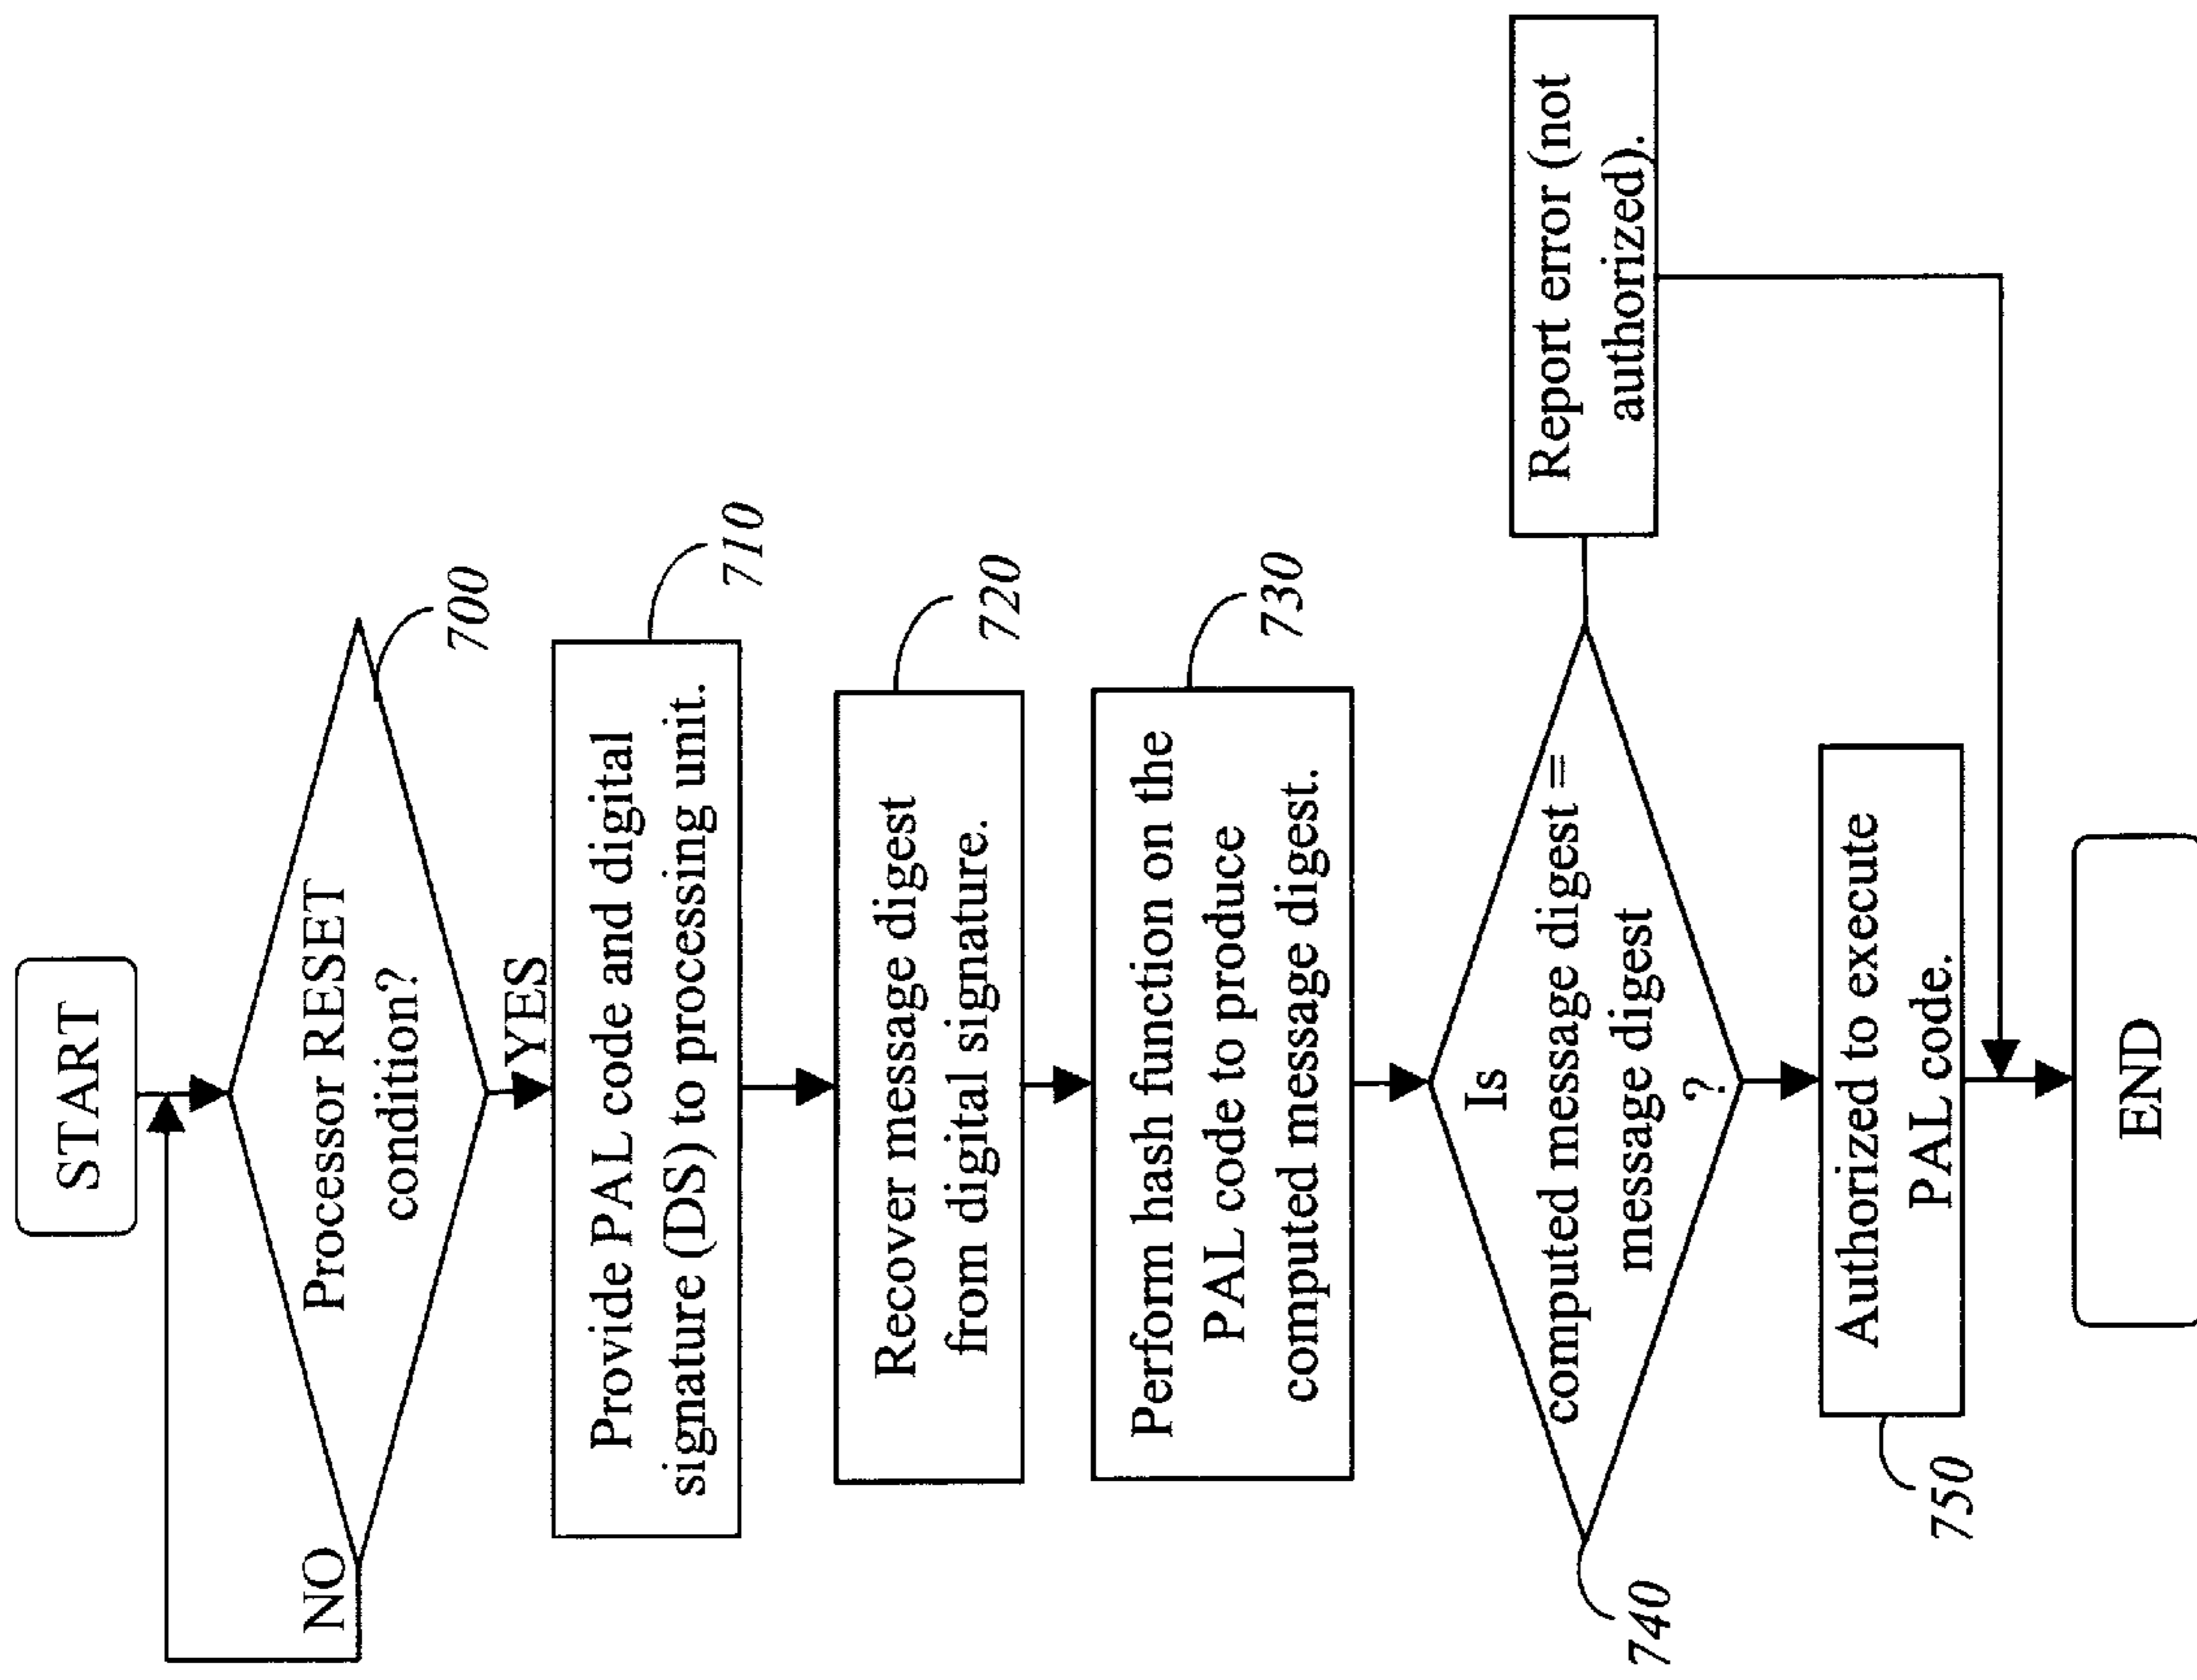 START
NO
Processor RESET
condition?
700
YES
Provide PAL code and digital
signature (DS) to processing unit.
710
Recover message digest
from digital signature.
720
Perform hash function on the
PAL code to produce
computed message digest.
730
Is
computed message digest =
message digest
?
740
Report error (not
authorized).
Authorized to execute
PAL code.
750
END